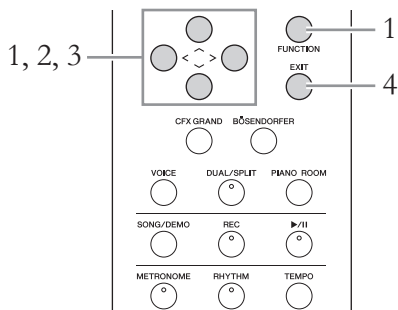 1
1, 2, 3
FUNCTION
EXIT
4
CFX GRAND BÖSENDORFER
VOICE DUAL/SPLIT PIANO ROOM
SONG/DEMO REC ▶/II
METRONOME RHYTHM TEMPO